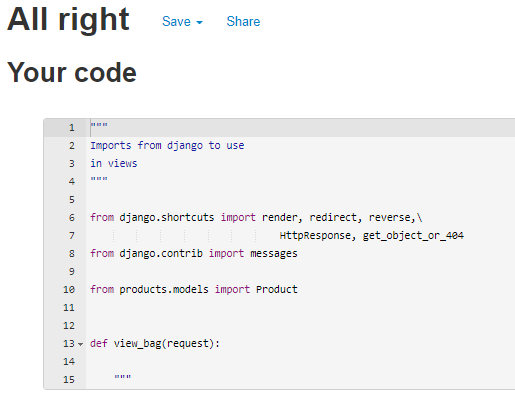 All right Save Share
Your code
1 """
2 Imports from django to use
3 in views
4 """
5
6 from django.shortcuts import render, redirect, reverse,\
7 HttpResponse, get_object_or_404
8 from django.contrib import messages
9
10 from products.models import Product
11
12
13 def view_bag(request):
14
15 """